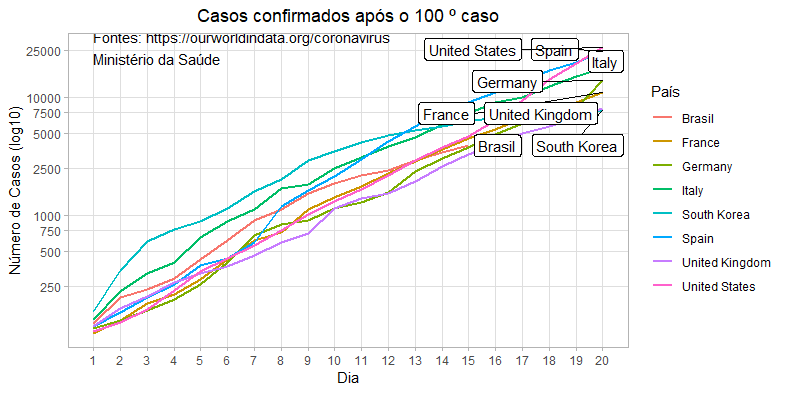 Casos confirmados após o 100 º caso
Fontes: https://ourworldindata.org/coronavirus
Ministério da Saúde
Número de Casos (log10)
25000
10000
7500
5000
2500
1000
750
500
250
United States
Spain
Italy
Germany
France
United Kingdom
Brasil
South Korea
1 2 3 4 5 6 7 8 9 10 11 12 13 14 15 16 17 18 19 20
Dia
País
Brasil
France
Germany
Italy
South Korea
Spain
United Kingdom
United States